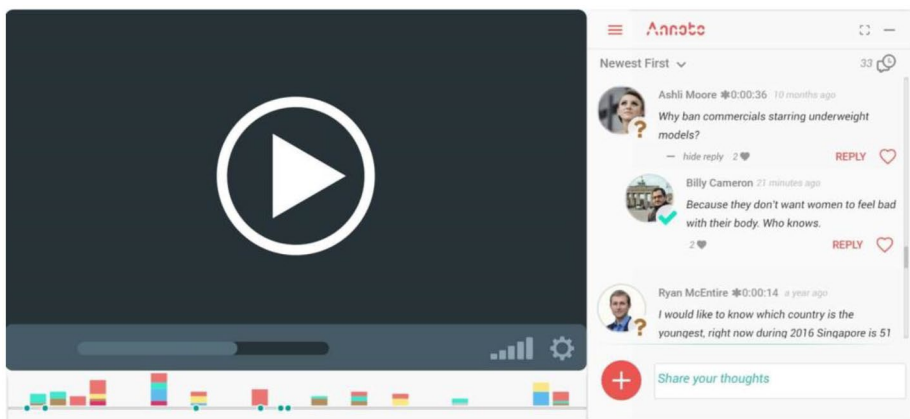 Annoto
Newest First
33
Ashli Moore ✱0:00:36 10 months ago
Why ban commercials starring underweight
models?
— hide reply 2 REPLY
Billy Cameron 21 minutes ago
Because they don't want women to feel bad
with their body. Who knows.
2 REPLY
Ryan McEntire ✱0:00:14 a year ago
I would like to know which country is the
youngest, right now during 2016 Singapore is 51
Share your thoughts